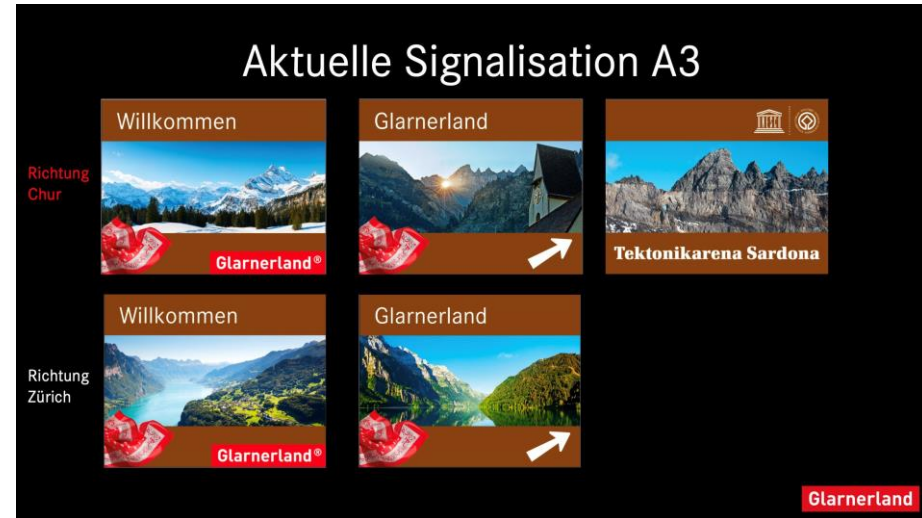 Aktuelle Signalisation A3
Richtung
Chur
Willkommen
Glarnerland®
Glarnerland
Tektonikarena Sardona
Richtung
Zürich
Willkommen
Glarnerland®
Glarnerland
Glarnerland